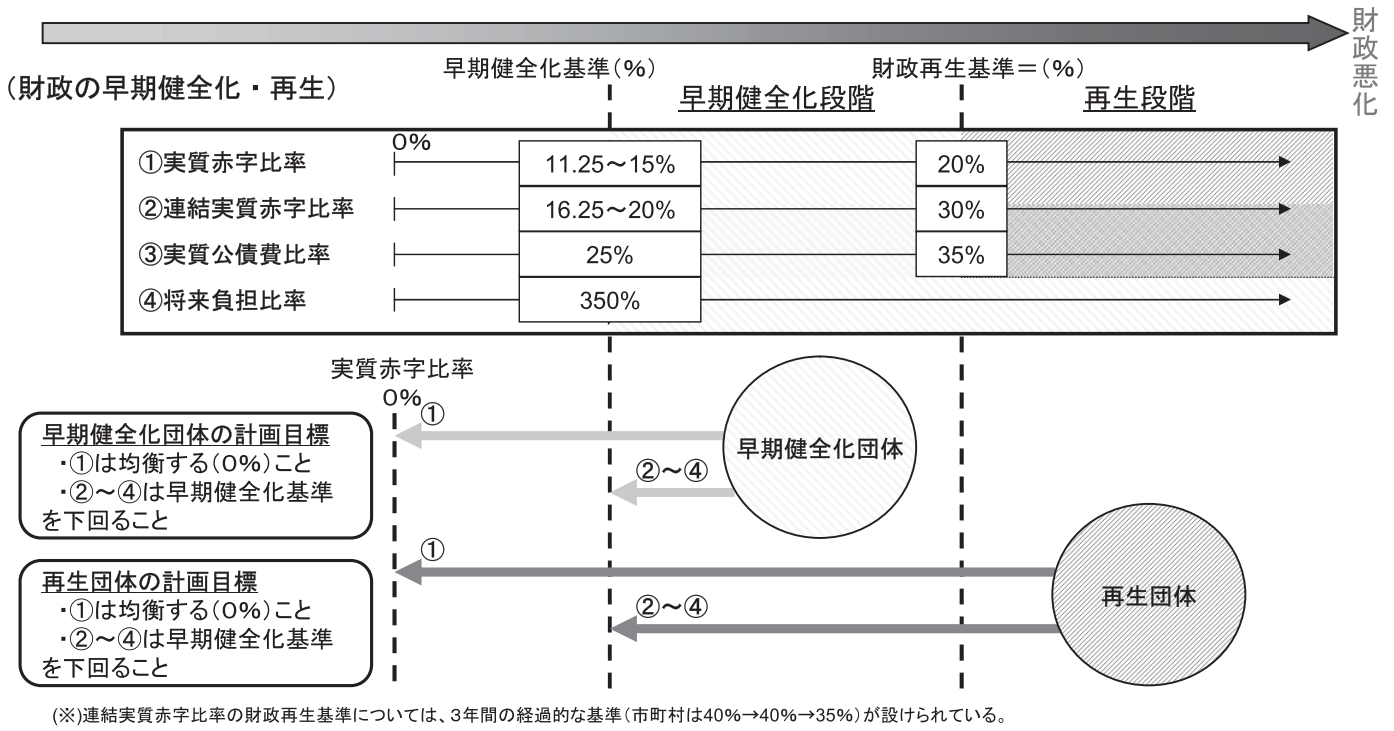 財政悪化
早期健全化基準(%)
財政再生基準=(%)
(財政の早期健全化・再生)
早期健全化段階
再生段階
0%
①実質赤字比率
11.25~15%
20%
②連結実質赤字比率
16.25~20%
30%
③実質公債費比率
25%
35%
④将来負担比率
350%
実質赤字比率
0%
①
早期健全化団体の計画目標
・①は均衡する(0%)こと
・②~④は早期健全化基準
を下回ること
②~④
早期健全化団体
①
再生団体の計画目標
・①は均衡する(0%)こと
・②~④は早期健全化基準
を下回ること
②~④
再生団体
(※)連結実質赤字比率の財政再生基準については、3年間の経過的な基準(市町村は40%→40%→35%)が設けられている。